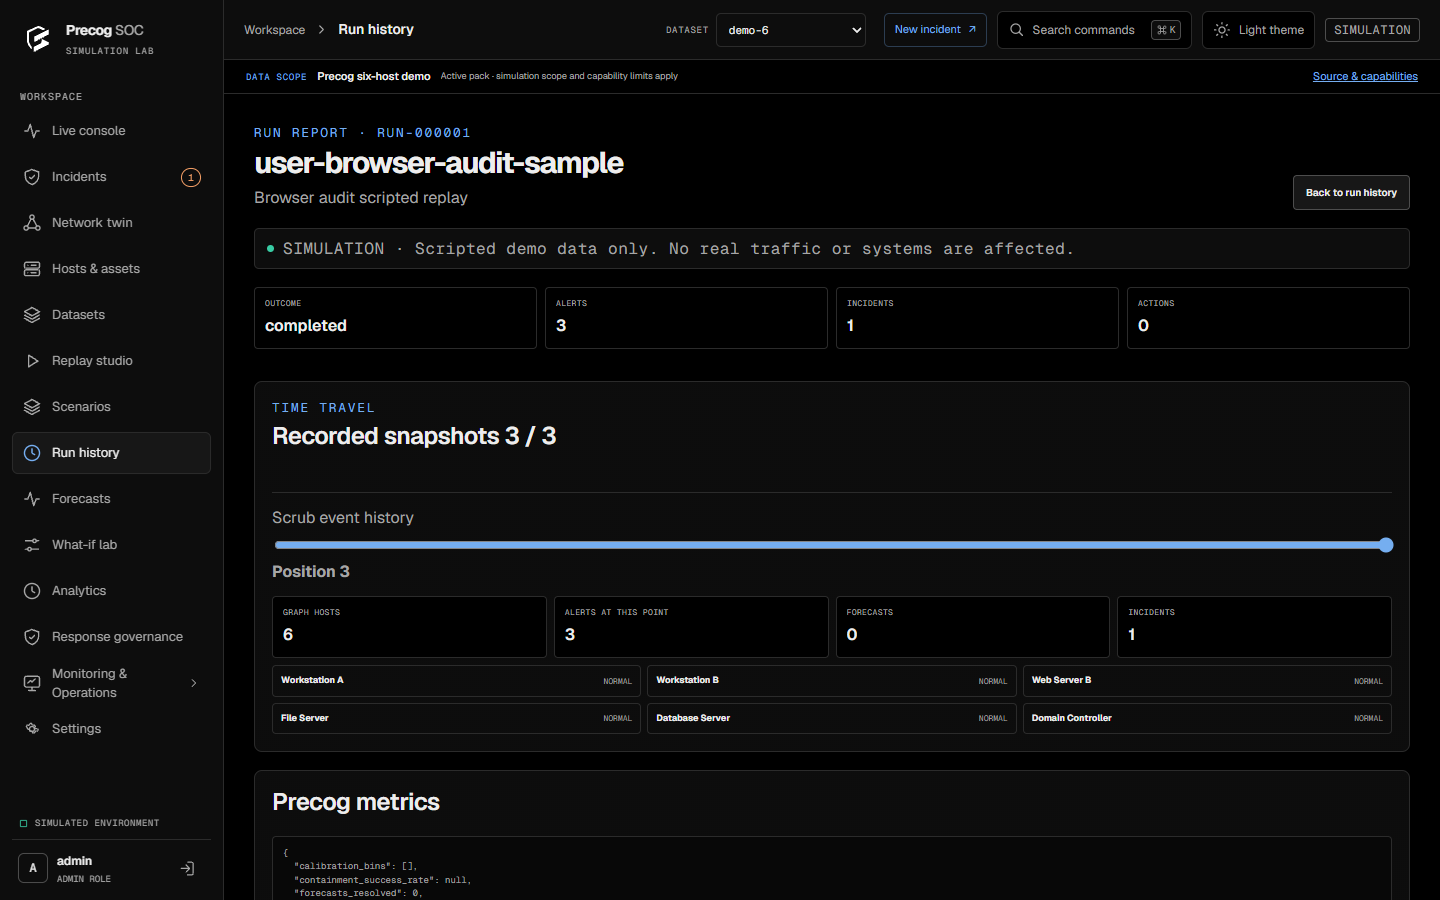 Precog SOC
SIMULATION LAB
WORKSPACE
Live console
Incidents
1
Network twin
Hosts & assets
Datasets
Replay studio
Scenarios
Run history
Forecasts
What-if lab
Analytics
Response governance
Monitoring &
Operations
Settings
SIMULATED ENVIRONMENT
A
admin
ADMIN ROLE
Workspace > Run history
DATASET
demo-6
New incident ↗
Search commands
⌘ K
Light theme
SIMULATION
DATA SCOPE Precog six-host demo Active pack · simulation scope and capability limits apply
Source & capabilities
RUN REPORT · RUN-000001
user-browser-audit-sample
Browser audit scripted replay
Back to run history
SIMULATION · Scripted demo data only. No real traffic or systems are affected.
OUTCOME
completed
ALERTS
3
INCIDENTS
1
ACTIONS
0
TIME TRAVEL
Recorded snapshots 3 / 3
Scrub event history
Position 3
GRAPH HOSTS
6
ALERTS AT THIS POINT
3
FORECASTS
0
INCIDENTS
1
Workstation A NORMAL
Workstation B NORMAL
Web Server B NORMAL
File Server NORMAL
Database Server NORMAL
Domain Controller NORMAL
Precog metrics
{
"calibration_bins": [],
"containment_success_rate": null,
"forecasts_resolved": 0,